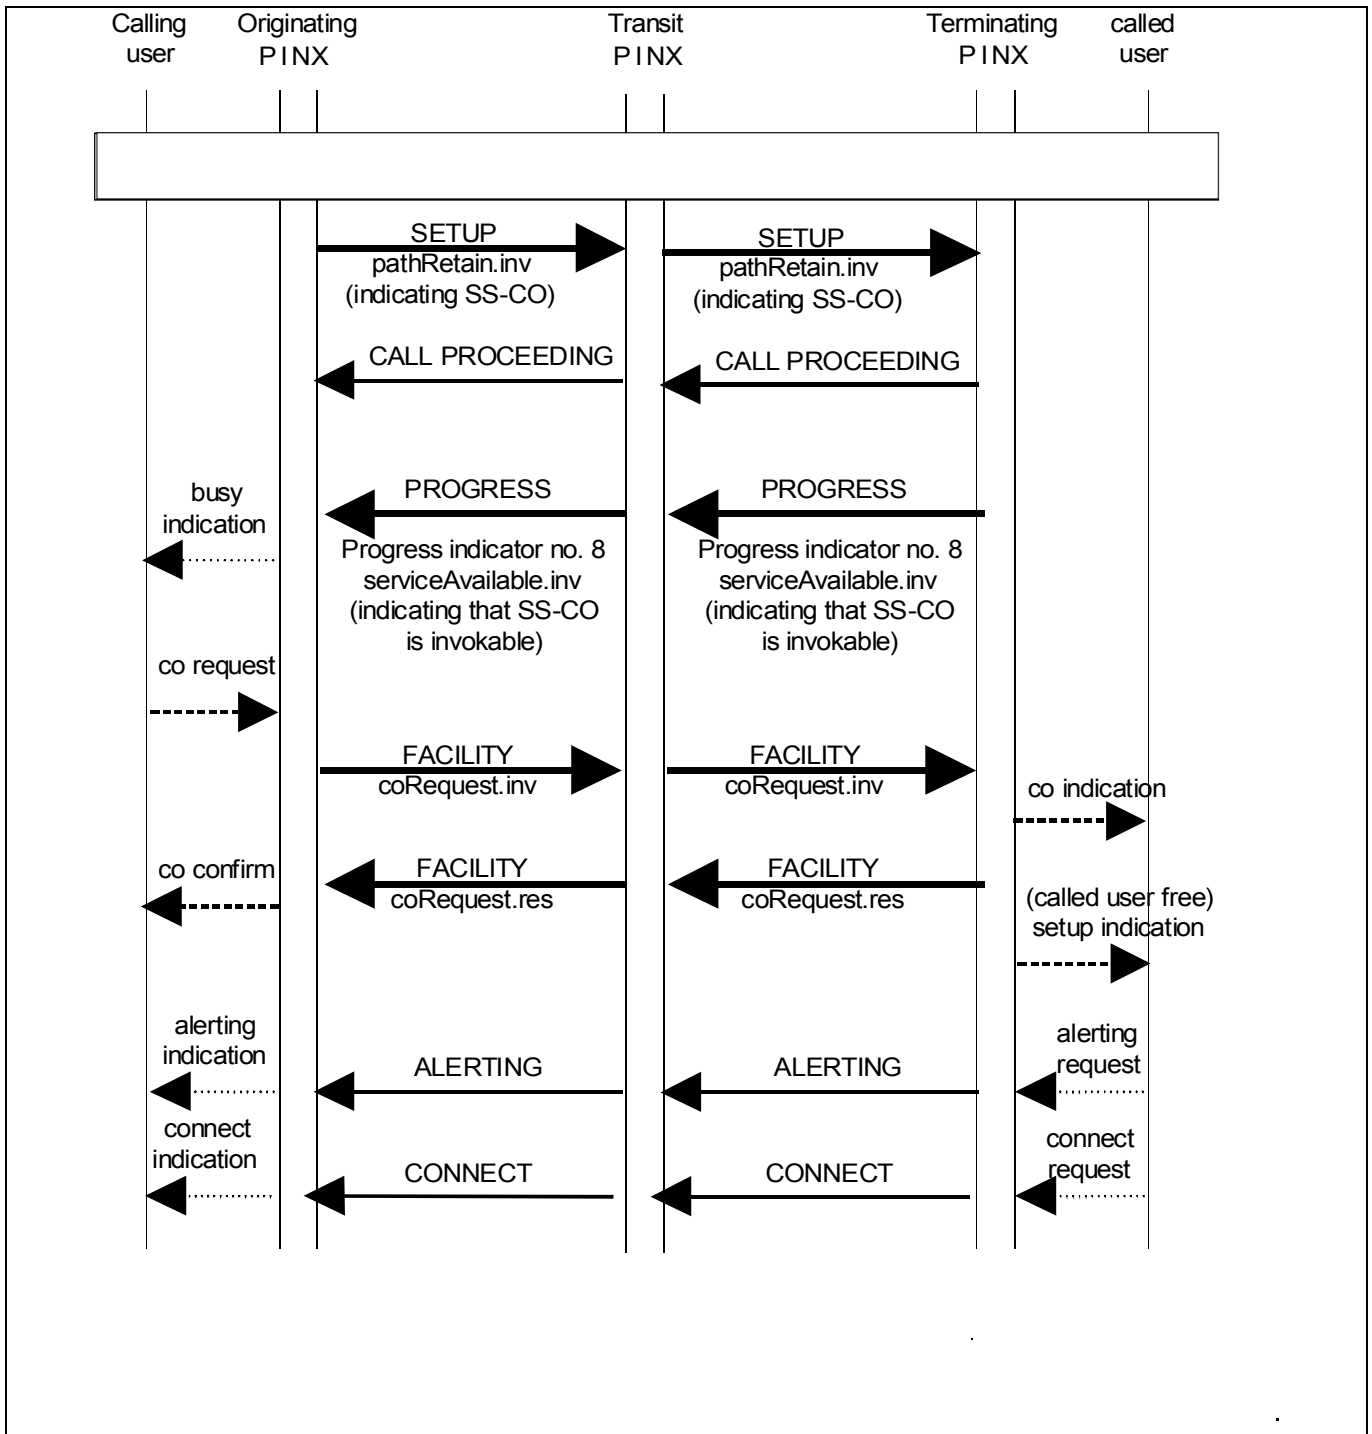 Calling user
Originating PINX
Transit PINX
Terminating PINX
called user
SETUP
pathRetain.inv
(indicating SS-CO)
SETUP
pathRetain.inv
(indicating SS-CO)
CALL PROCEEDING
CALL PROCEEDING
busy
indication
PROGRESS
Progress indicator no. 8
serviceAvailable.inv
(indicating that SS-CO
is invokable)
PROGRESS
Progress indicator no. 8
serviceAvailable.inv
(indicating that SS-CO
is invokable)
co request
FACILITY
coRequest.inv
FACILITY
coRequest.inv
co indication
co confirm
FACILITY
coRequest.res
FACILITY
coRequest.res
(called user free)
setup indication
alerting
indication
ALERTING
ALERTING
alerting
request
connect
indication
CONNECT
CONNECT
connect
request